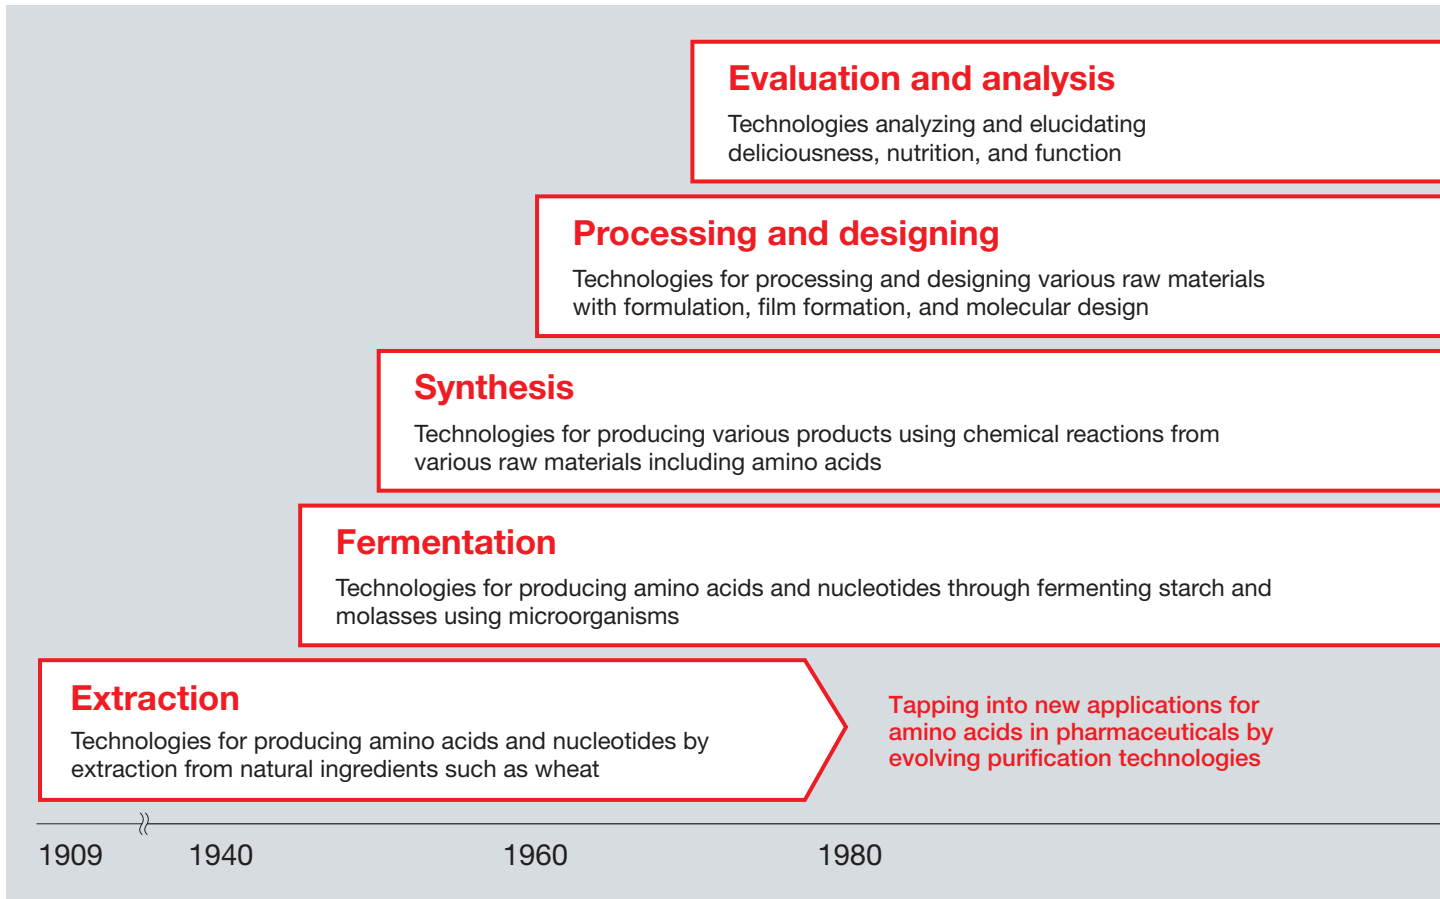 Evaluation and analysis
Technologies analyzing and elucidating
deliciousness, nutrition, and function
Processing and designing
Technologies for processing and designing various raw materials
with formulation, film formation, and molecular design
Synthesis
Technologies for producing various products using chemical reactions from
various raw materials including amino acids
Fermentation
Technologies for producing amino acids and nucleotides through fermenting starch and
molasses using microorganisms
Extraction
Technologies for producing amino acids and nucleotides by
extraction from natural ingredients such as wheat
Tapping into new applications for
amino acids in pharmaceuticals by
evolving purification technologies
1909 1940 1960 1980